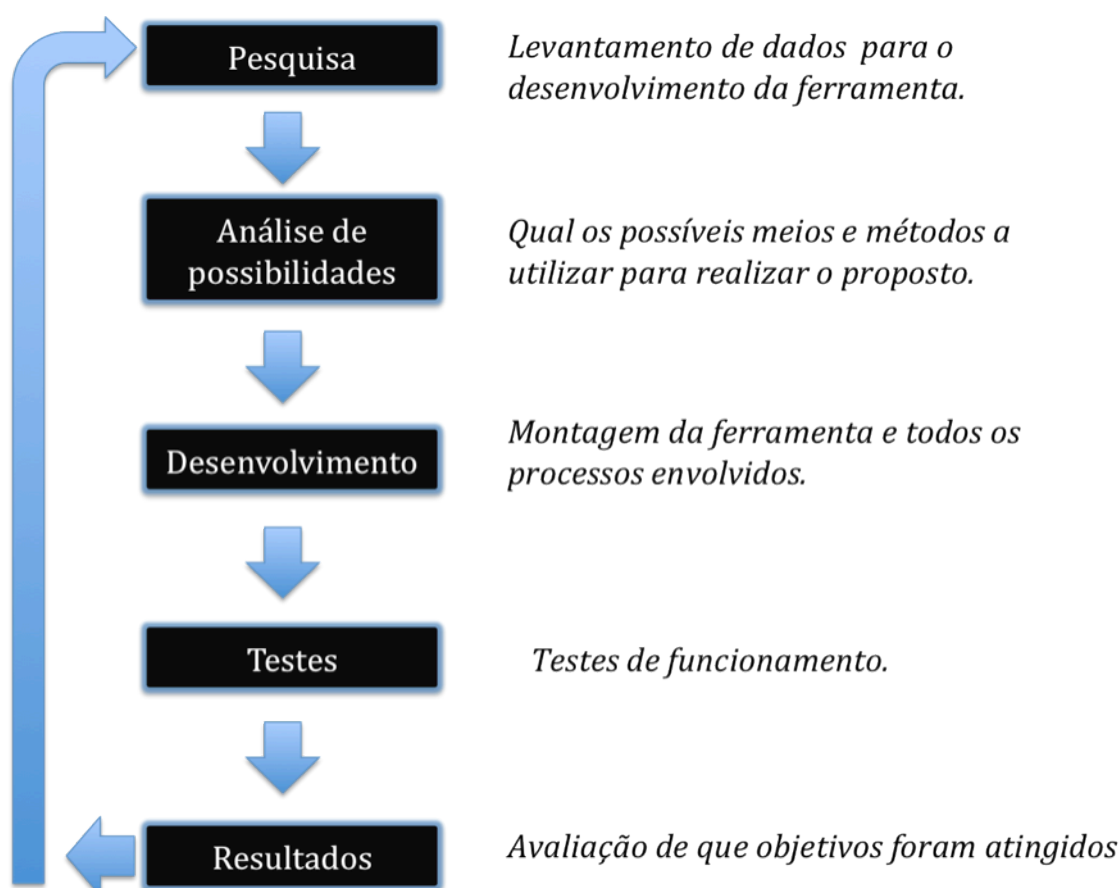 Pesquisa
Levantamento de dados para o
desenvolvimento da ferramenta.
Análise de
possibilidades
Qual os possíveis meios e métodos a
utilizar para realizar o proposto.
Desenvolvimento
Montagem da ferramenta e todos os
processos envolvidos.
Testes
Testes de funcionamento.
Resultados
Avaliação de que objetivos foram atingidos